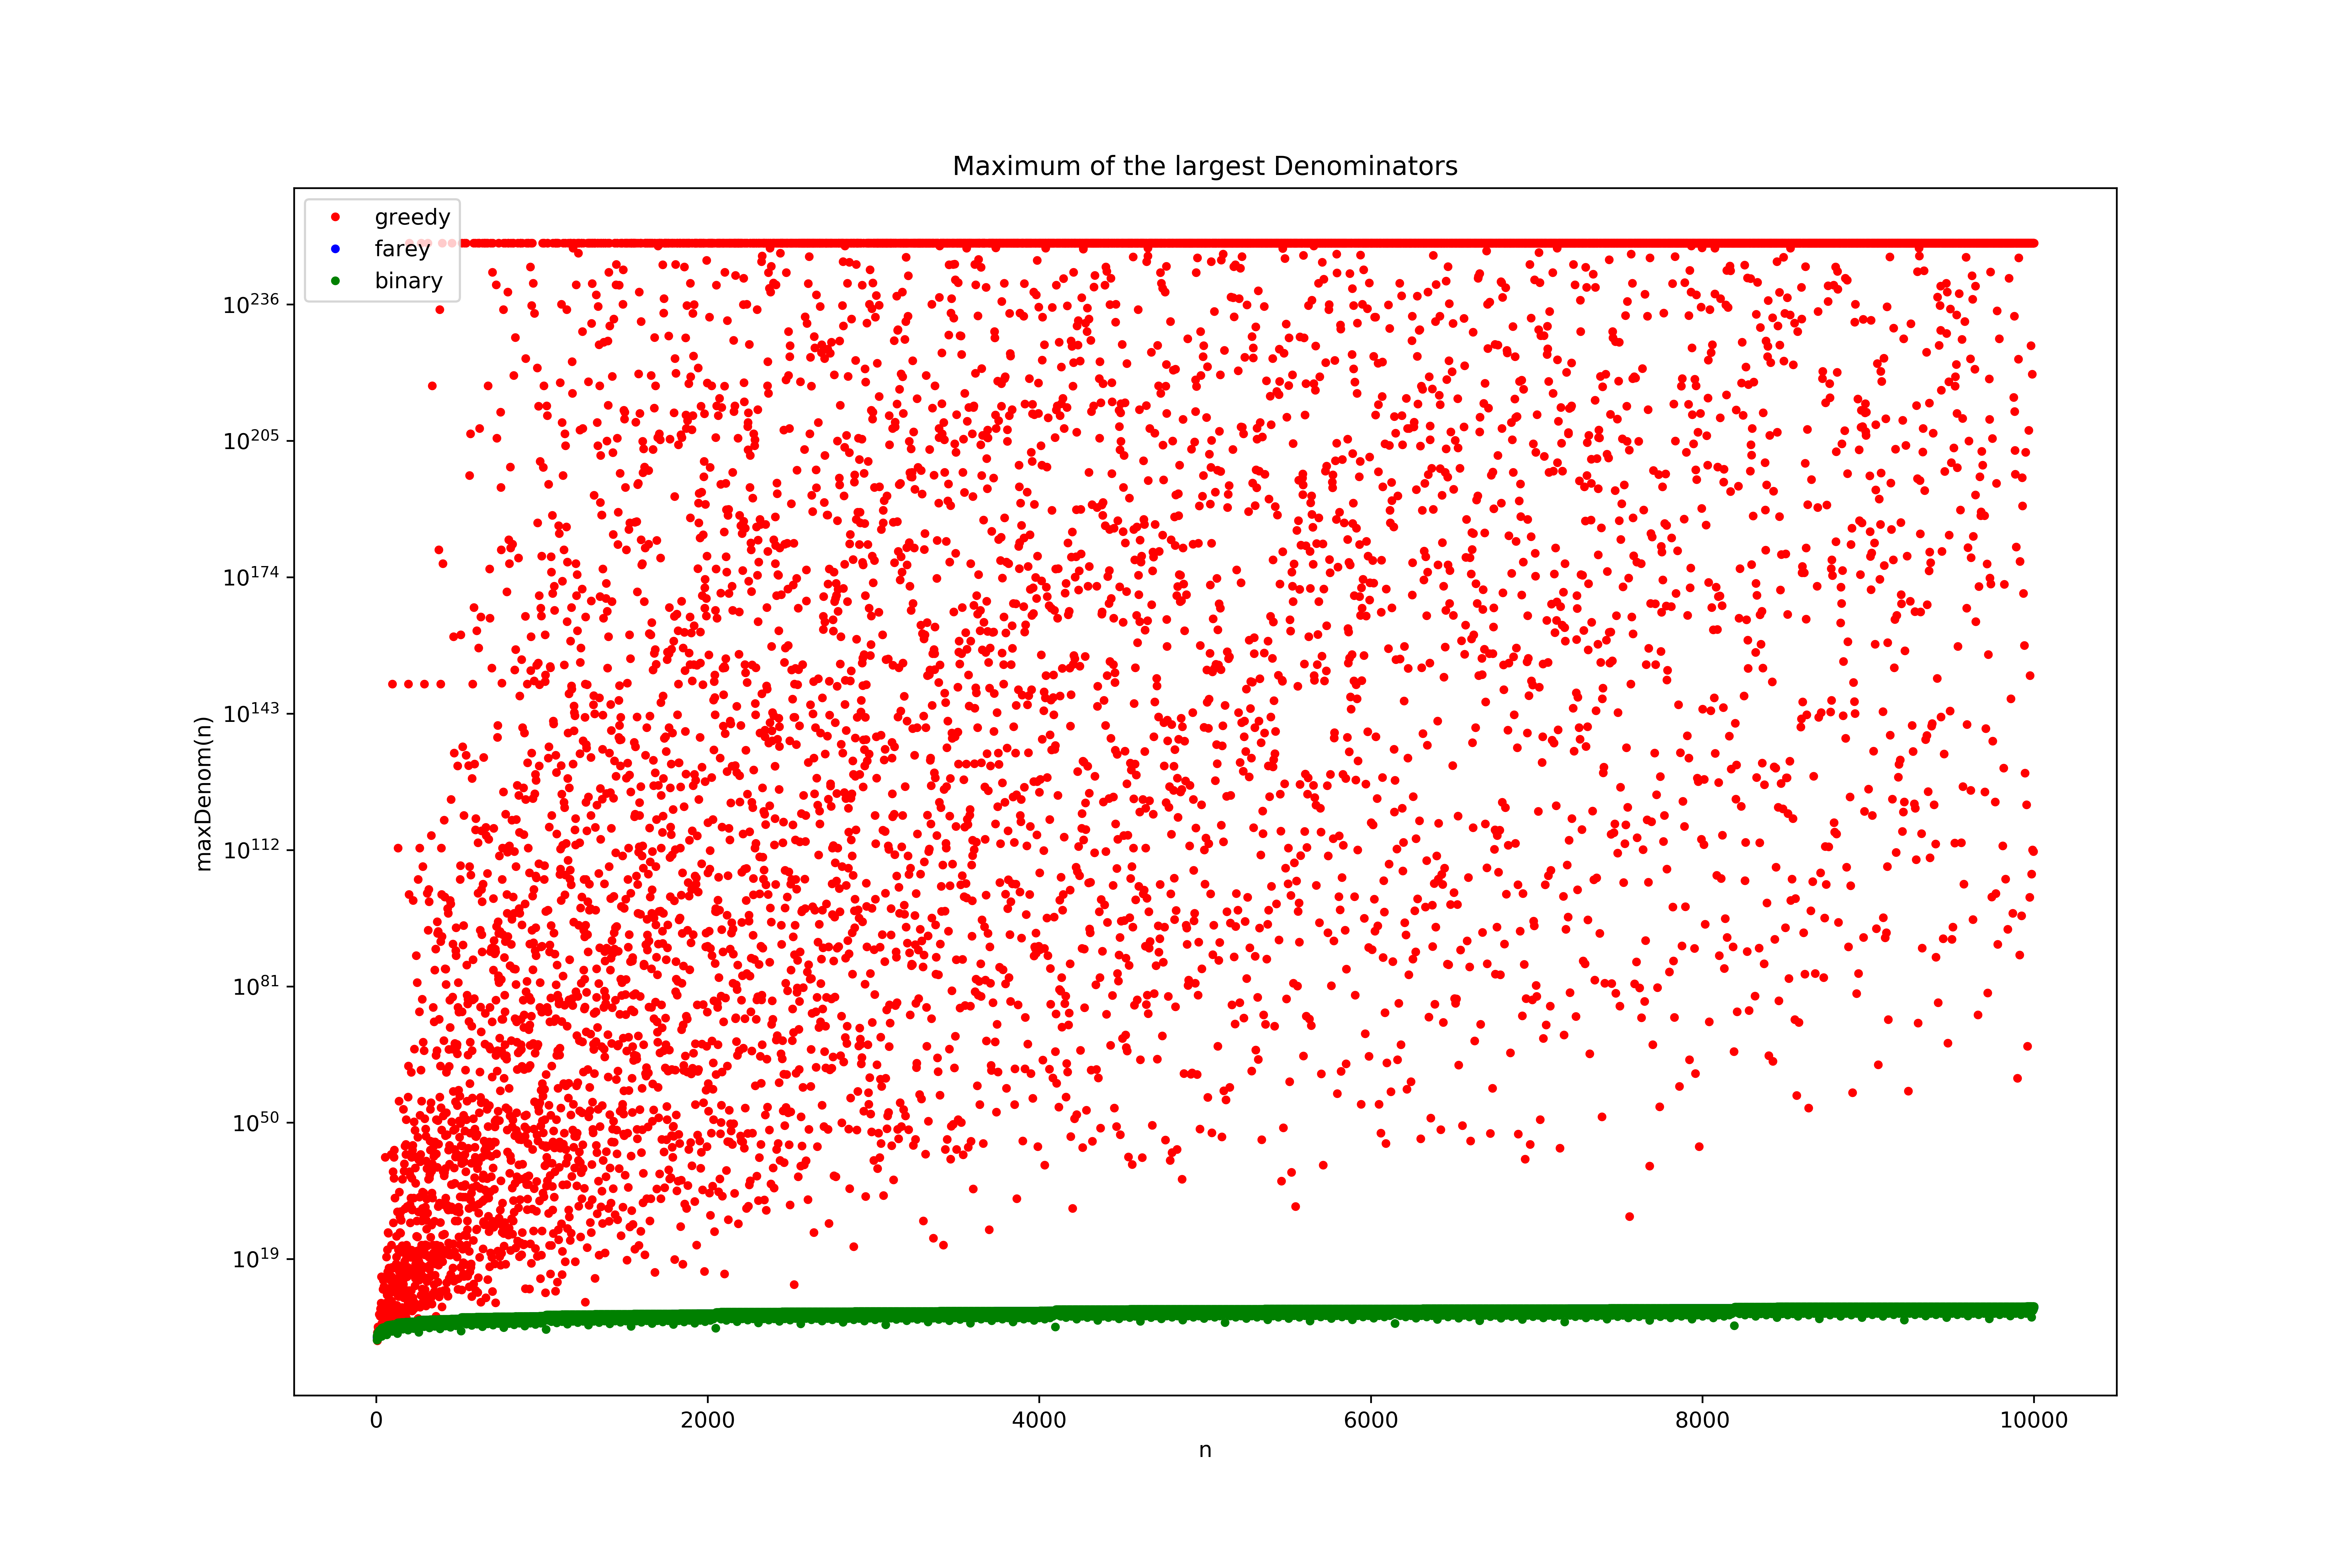 Maximum of the largest Denominators
greedy
farey
binary
10^236
10^205
10^174
10^143
10^112
10^81
10^50
10^19
maxDenom(n)
0 2000 4000 6000 8000 10000
n